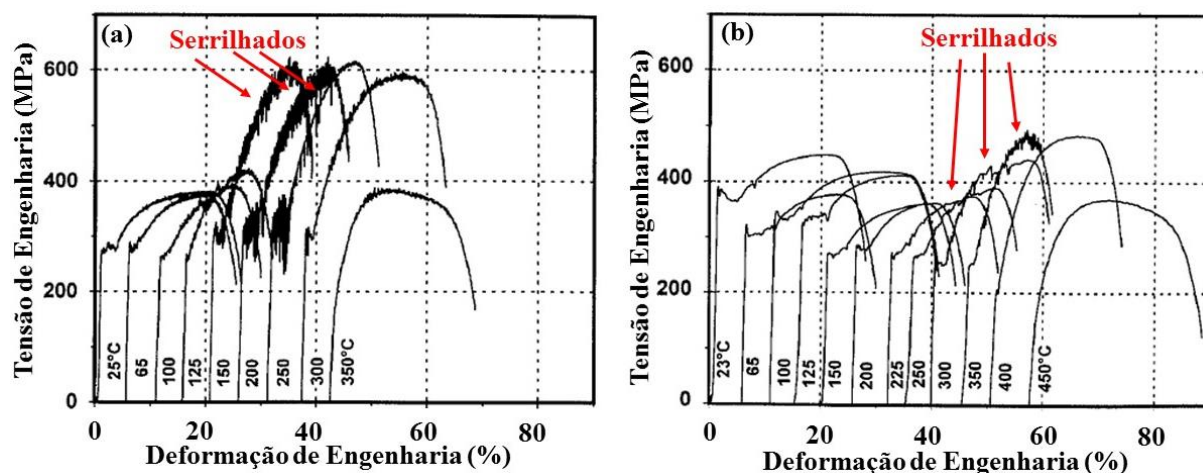 (a)
Serrilhados
Tensão de Engenharia (MPa)
600
400
200
0
25°C
65
100
125
150
200
250
300
350°C
0
20
40
60
80
Deformação de Engenharia (%)
(b)
Serrilhados
Tensão de Engenharia (MPa)
600
400
200
0
23°C
65
100
125
150
200
225
250
300
350
400
450°C
0
20
40
60
80
Deformação de Engenharia (%)